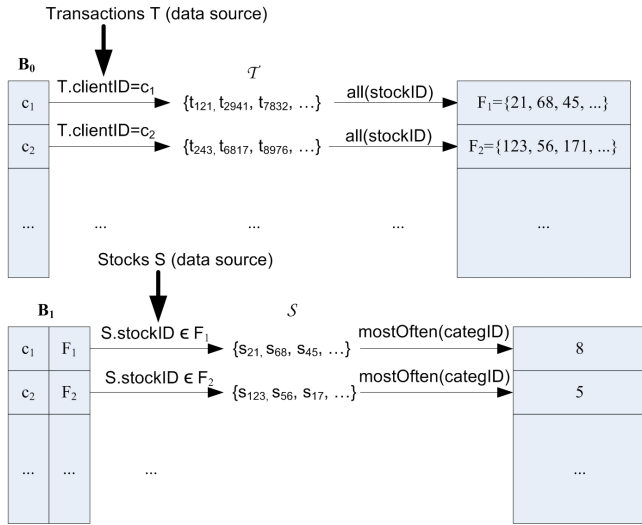 Transactions T (data source)
B₀
T.clientID=c₁
𝒯
all(stockID)
c₁
{t₁₂₁, t₂₉₄₁, t₇₈₃₂, …}
F₁={21, 68, 45, ...}
T.clientID=c₂
all(stockID)
c₂
{t₂₄₃, t₆₈₁₇, t₈₉₇₆, …}
F₂={123, 56, 171, ...}
... ... ... ... ...
Stocks S (data source)
B₁
S.stockID ϵ F₁
𝒮
mostOften(categID)
c₁ F₁
{s₂₁, s₆₈, s₄₅, …}
8
S.stockID ϵ F₂
mostOften(categID)
c₂ F₂
{s₁₂₃, s₅₆, s₁₇, …}
5
... ... ... ...